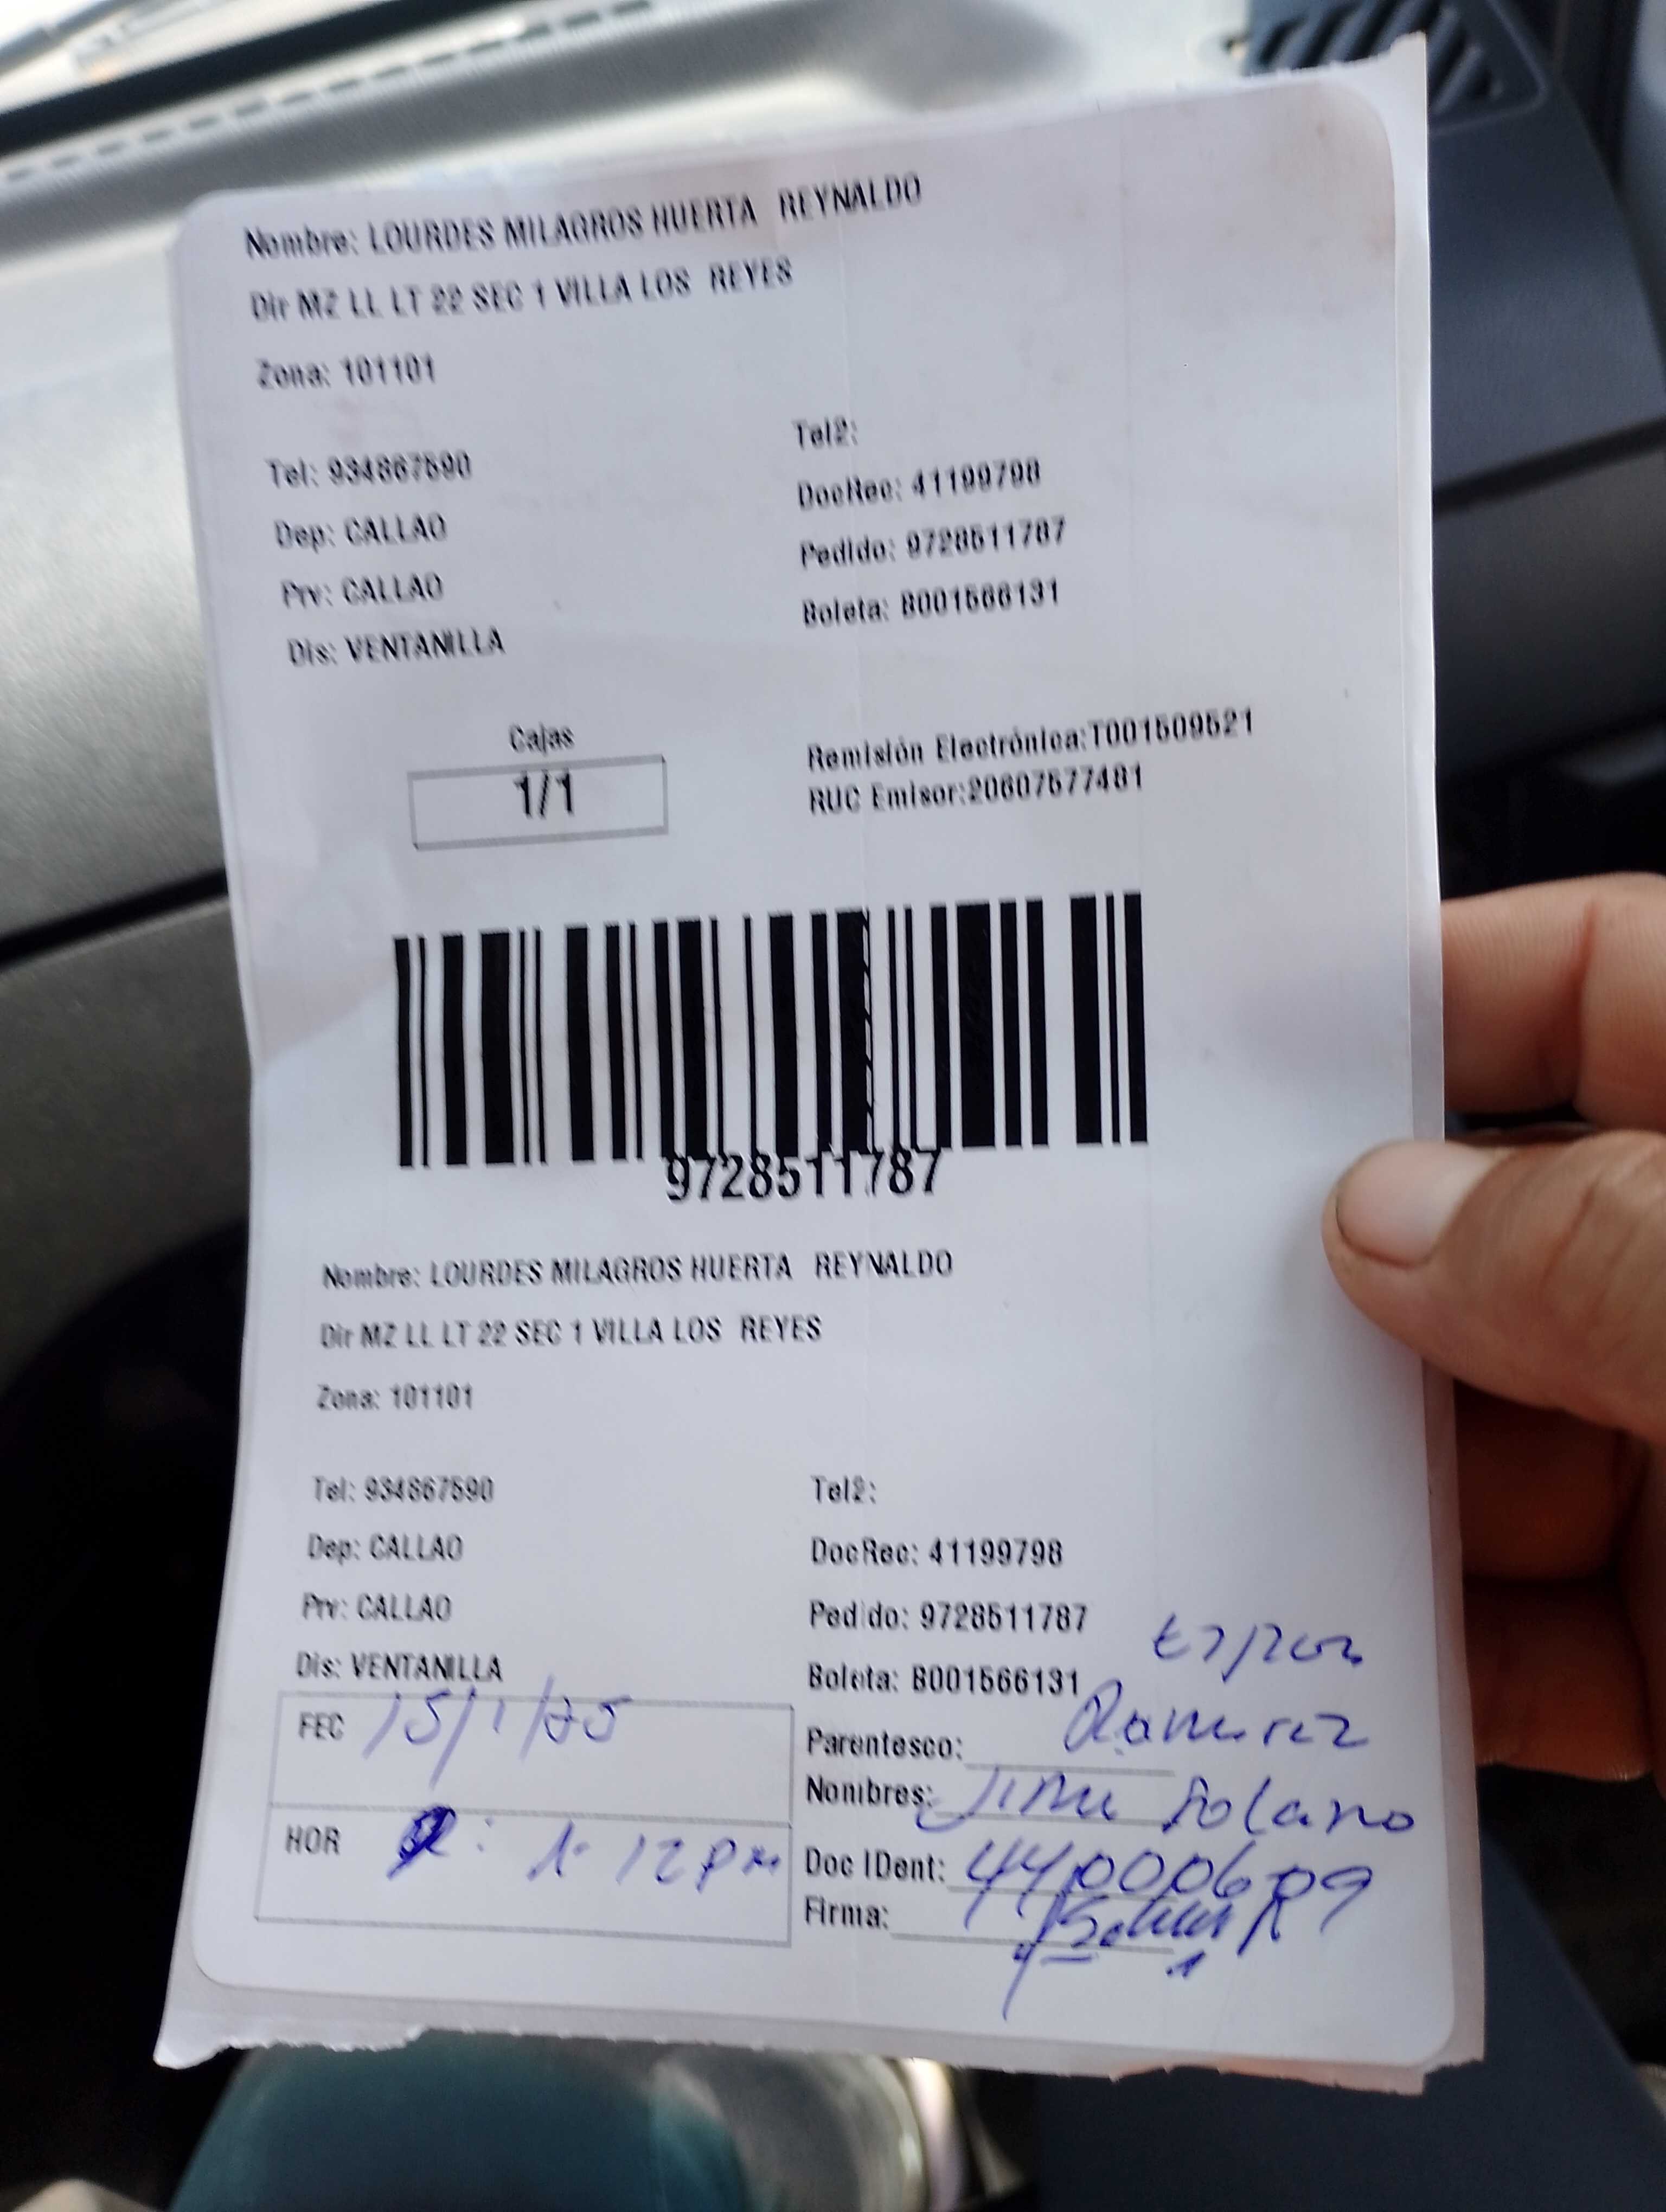 Nombre: LOURDES MILAGROS HUERTA REYNALDO
Dir MZ LL LT 22 SEC 1 VILLA LOS REYES
Zona: 101101
Tel: 934867590
Tel2:
Dep: CALLAO
DocRec: 41199798
Prv: CALLAO
Pedido: 9728511787
Dis: VENTANILLA
Boleta: B001566131
Cajas
1/1
Remisión Electrónica:T001509521
RUC Emisor:20607577481
9728511787
Nombre: LOURDES MILAGROS HUERTA REYNALDO
Dir MZ LL LT 22 SEC 1 VILLA LOS REYES
Zona: 101101
Tel: 934867590
Tel2:
Dep: CALLAO
DocRec: 41199798
Prv: CALLAO
Pedido: 9728511787
Dis: VENTANILLA
Boleta: B001566131
FEC 15/1/25
Parentesco: Ramirez
Nombres: Solano
HOR 12 pm
Doc IDent:
Firma: